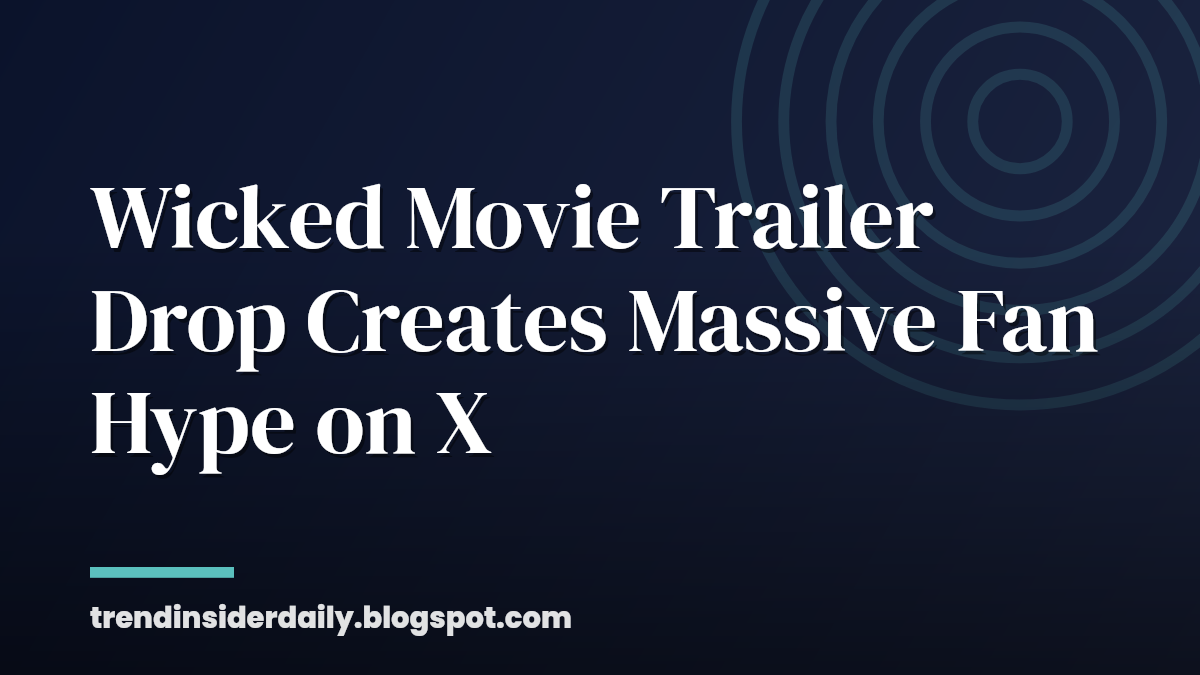 Wicked Movie Trailer
Drop Creates Massive Fan
Hype on X
trendinsiderdaily.blogspot.com